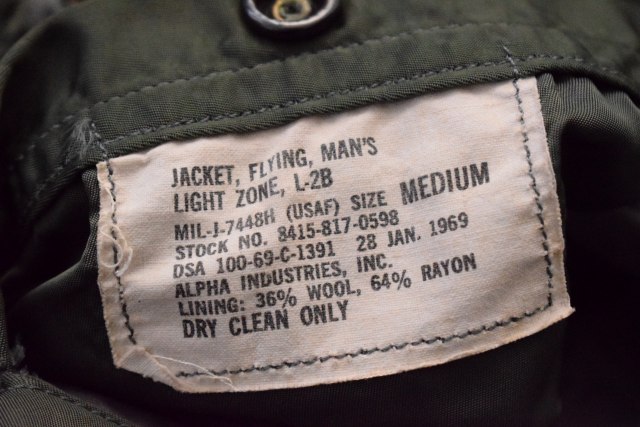 JACKET, FLYING, MAN'S
LIGHT ZONE, L-2B
MIL-J-7448H (USAF) SIZE MEDIUM
STOCK NO. 8415-817-0598
DSA 100-69-C-1391 28 JAN. 1969
ALPHA INDUSTRIES, INC.
LINING: 36% WOOL, 64% RAYON
DRY CLEAN ONLY